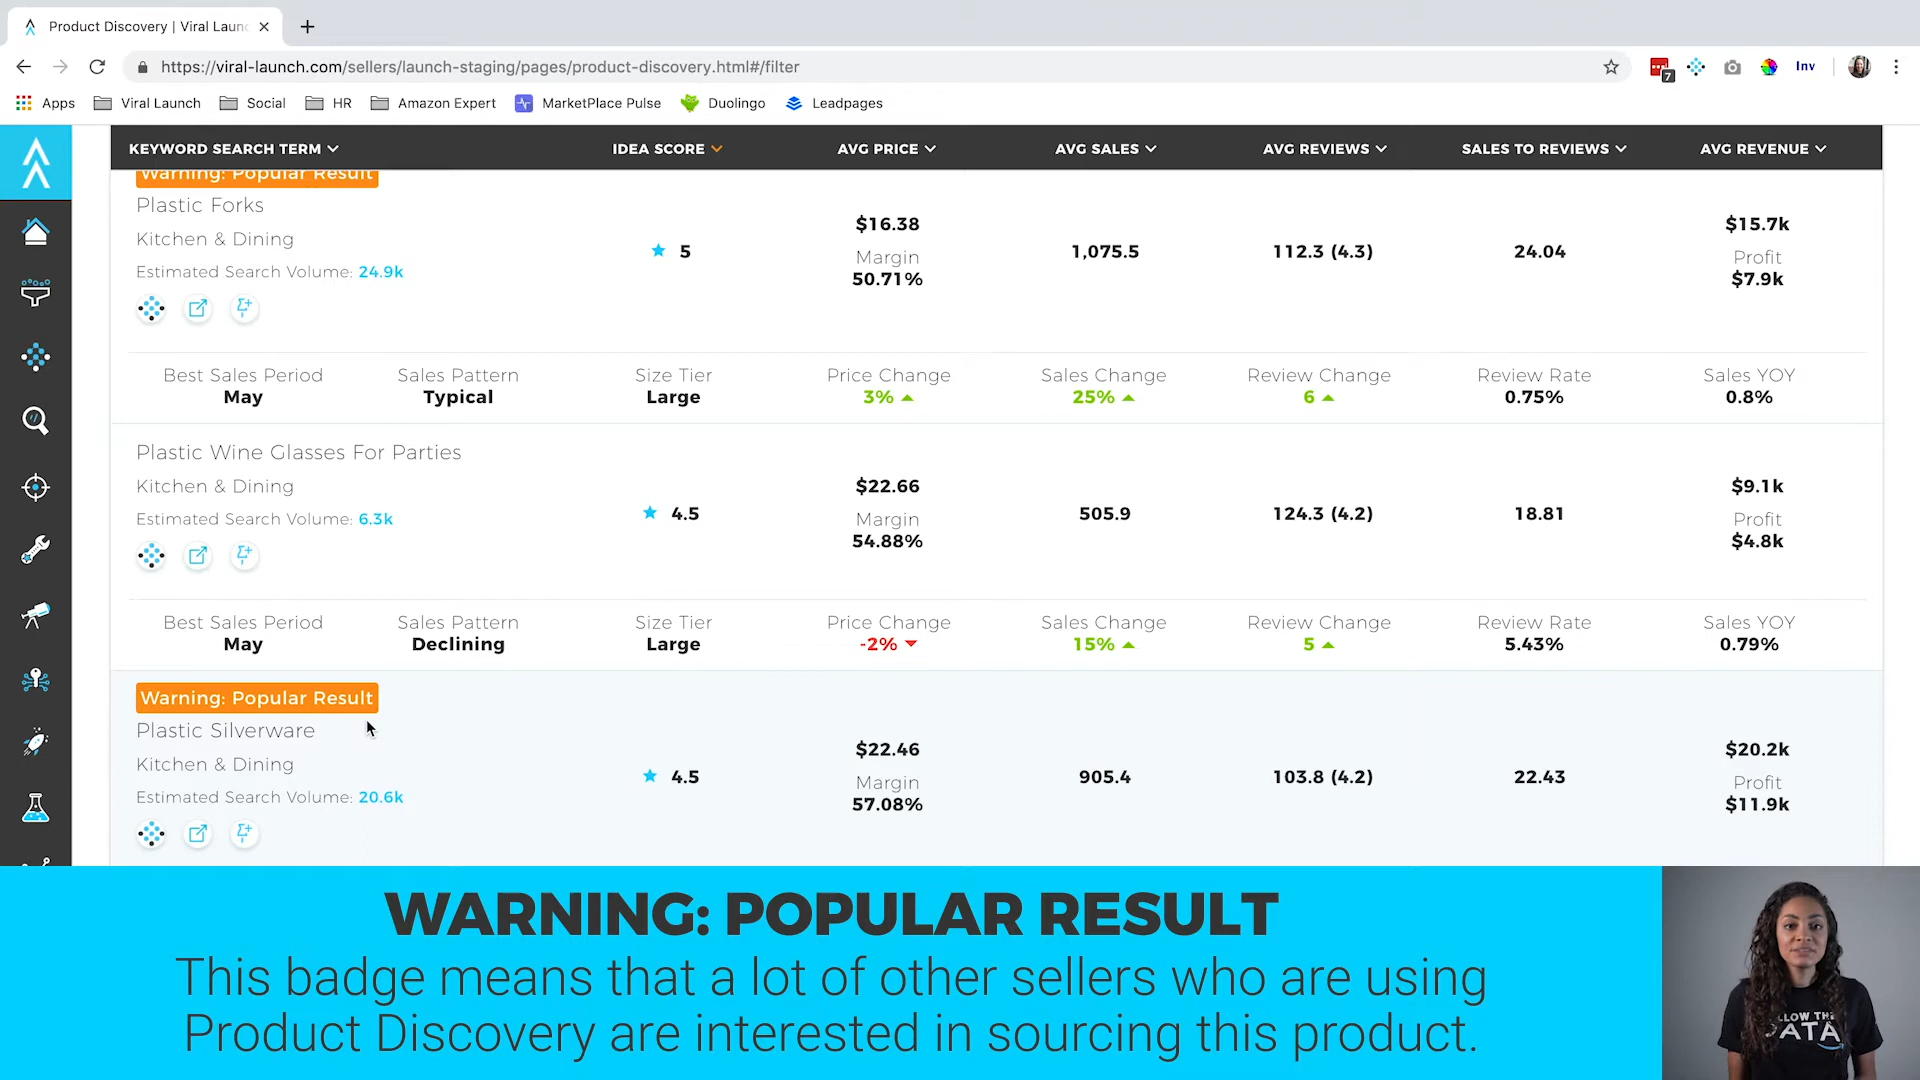 Product Discovery | Viral Laun
https://viral-launch.com/sellers/launch-staging/pages/product-discovery.html#/filter
7
Inv
Apps
Viral Launch
Social
HR
Amazon Expert
MarketPlace Pulse
Duolingo
Leadpages
KEYWORD SEARCH TERM IDEA SCORE AVG PRICE AVG SALES AVG REVIEWS SALES TO REVIEWS AVG REVENUE
Warning: Popular Result
Plastic Forks
Kitchen & Dining
Estimated Search Volume: 24.9k
5
$16.38
Margin
50.71%
1,075.5
112.3 (4.3)
24.04
$15.7k
Profit
$7.9k
Best Sales Period Sales Pattern Size Tier Price Change Sales Change Review Change Review Rate Sales YOY
May Typical Large 3% 25% 6 0.75% 0.8%
Plastic Wine Glasses For Parties
Kitchen & Dining
Estimated Search Volume: 6.3k
4.5
$22.66
Margin
54.88%
505.9
124.3 (4.2)
18.81
$9.1k
Profit
$4.8k
Best Sales Period Sales Pattern Size Tier Price Change Sales Change Review Change Review Rate Sales YOY
May Declining Large -2% 15% 5 5.43% 0.79%
Warning: Popular Result
Plastic Silverware
Kitchen & Dining
Estimated Search Volume: 20.6k
4.5
$22.46
Margin
57.08%
905.4
103.8 (4.2)
22.43
$20.2k
Profit
$11.9k
WARNING: POPULAR RESULT
This badge means that a lot of other sellers who are using
Product Discovery are interested in sourcing this product.
LLOW THE
DATA